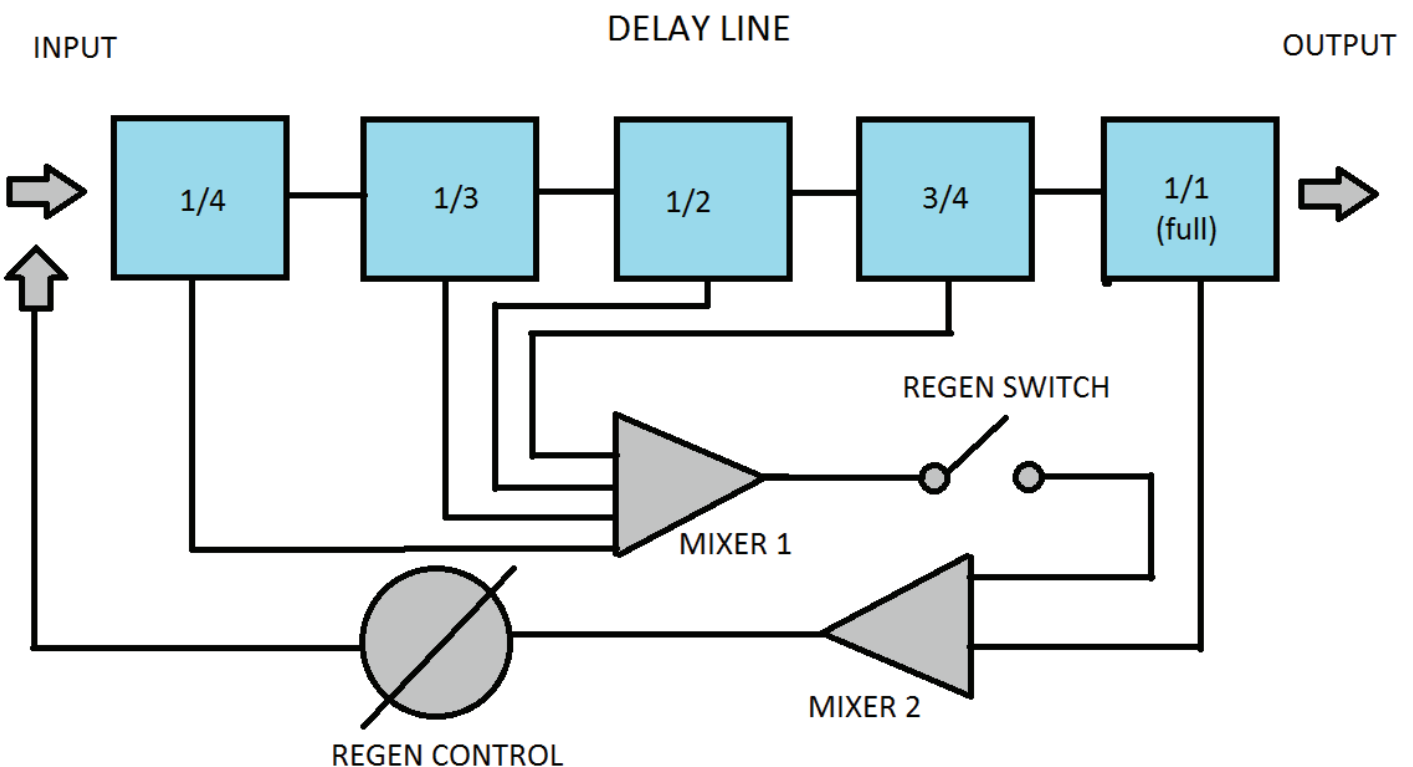 DELAY LINE
INPUT
OUTPUT
1/4
1/3
1/2
3/4
1/1
(full)
REGEN SWITCH
MIXER 1
MIXER 2
REGEN CONTROL